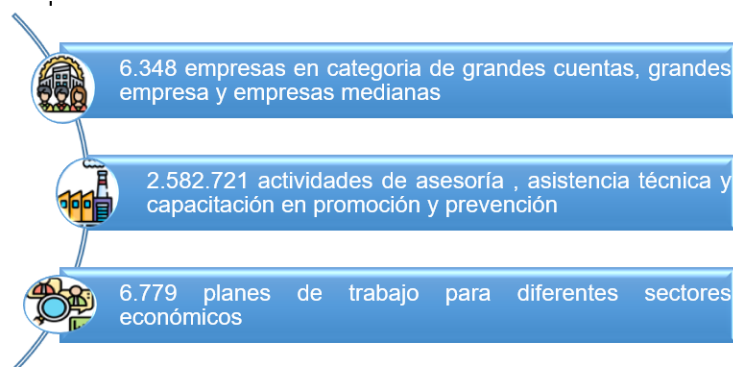 6.348 empresas en categoria de grandes cuentas, grandes
empresa y empresas medianas
2.582.721 actividades de asesoría , asistencia técnica y
capacitación en promoción y prevención
6.779 planes de trabajo para diferentes sectores
económicos